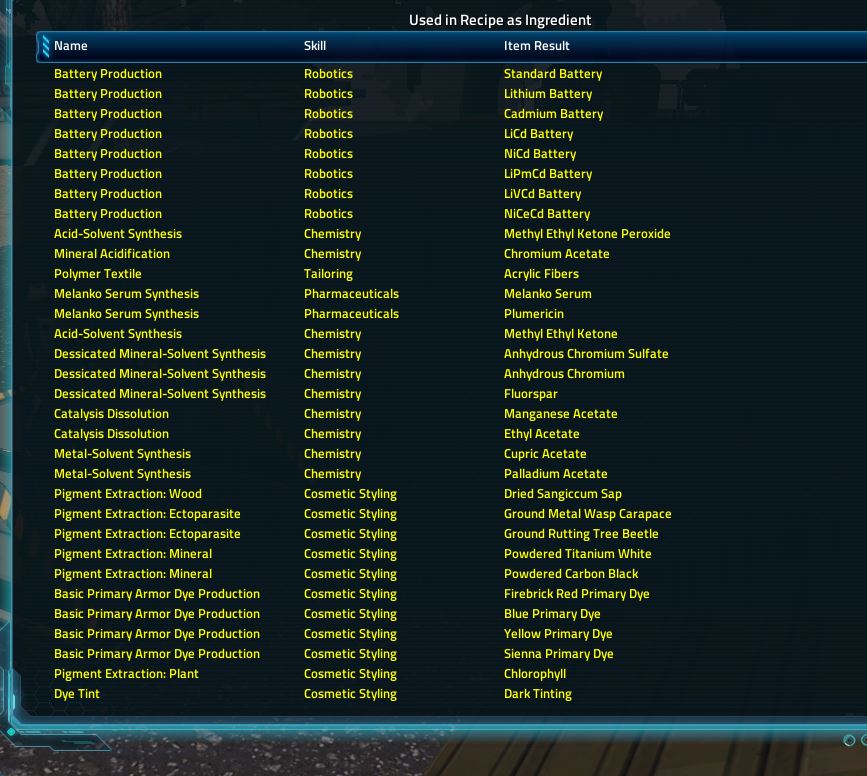 Used in Recipe as Ingredient
Name Skill Item Result
Battery Production Robotics Standard Battery
Battery Production Robotics Lithium Battery
Battery Production Robotics Cadmium Battery
Battery Production Robotics LiCd Battery
Battery Production Robotics NiCd Battery
Battery Production Robotics LiPmCd Battery
Battery Production Robotics LiVCd Battery
Battery Production Robotics NiCeCd Battery
Acid-Solvent Synthesis Chemistry Methyl Ethyl Ketone Peroxide
Mineral Acidification Chemistry Chromium Acetate
Polymer Textile Tailoring Acrylic Fibers
Melanko Serum Synthesis Pharmaceuticals Melanko Serum
Melanko Serum Synthesis Pharmaceuticals Plumericin
Acid-Solvent Synthesis Chemistry Methyl Ethyl Ketone
Dessicated Mineral-Solvent Synthesis Chemistry Anhydrous Chromium Sulfate
Dessicated Mineral-Solvent Synthesis Chemistry Anhydrous Chromium
Dessicated Mineral-Solvent Synthesis Chemistry Fluorspar
Catalysis Dissolution Chemistry Manganese Acetate
Catalysis Dissolution Chemistry Ethyl Acetate
Metal-Solvent Synthesis Chemistry Cupric Acetate
Metal-Solvent Synthesis Chemistry Palladium Acetate
Pigment Extraction: Wood Cosmetic Styling Dried Sangiccum Sap
Pigment Extraction: Ectoparasite Cosmetic Styling Ground Metal Wasp Carapace
Pigment Extraction: Ectoparasite Cosmetic Styling Ground Rutting Tree Beetle
Pigment Extraction: Mineral Cosmetic Styling Powdered Titanium White
Pigment Extraction: Mineral Cosmetic Styling Powdered Carbon Black
Basic Primary Armor Dye Production Cosmetic Styling Firebrick Red Primary Dye
Basic Primary Armor Dye Production Cosmetic Styling Blue Primary Dye
Basic Primary Armor Dye Production Cosmetic Styling Yellow Primary Dye
Basic Primary Armor Dye Production Cosmetic Styling Sienna Primary Dye
Pigment Extraction: Plant Cosmetic Styling Chlorophyll
Dye Tint Cosmetic Styling Dark Tinting